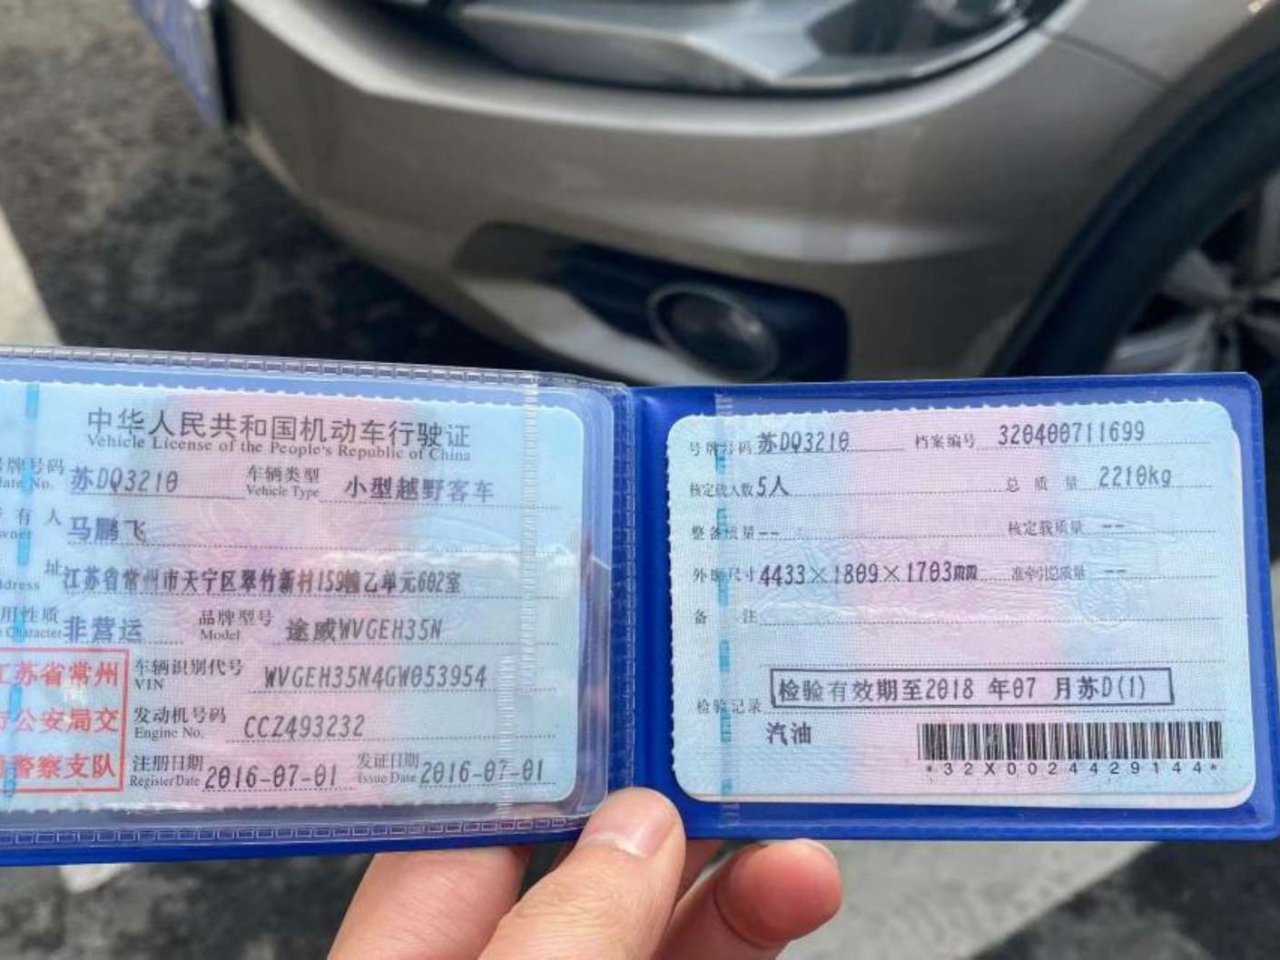 中华人民共和国机动车行驶证
Vehicle License of the People's Republic of China
号牌号码 苏DQ3210 车辆类型 小型越野客车
Plate No. Vehicle Type
有人 马鹏飞
址 江苏省常州市天宁区翠竹新村159幢乙单元602室
用性质 非营运 品牌型号 途威WVGEH35N
Character Model
江苏省常州
市公安局交
警察支队
车辆识别代号 WVGEH35N4GW053954
VIN
发动机号码 CCZ493232
Engine No.
注册日期 2016-07-01 发证日期 2016-07-01
Register Date Issue Date
号牌号码 苏DQ3210 档案编号 320400711699
核定载人数 5人 总质量 2210kg
整备质量 -- 核定载质量 --
外廓尺寸 4433×1809×1703mm 准牵引总质量 --
备注
检验记录 检验有效期至2018 年07 月苏D(1)
汽油
*32X0024429144*